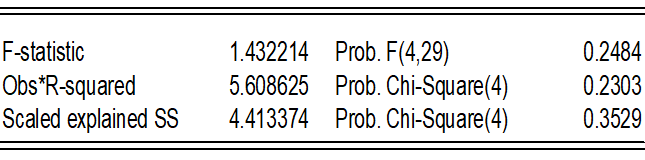 F-statistic 1.432214 Prob. F(4,29) 0.2484
Obs*R-squared 5.608625 Prob. Chi-Square(4) 0.2303
Scaled explained SS 4.413374 Prob. Chi-Square(4) 0.3529